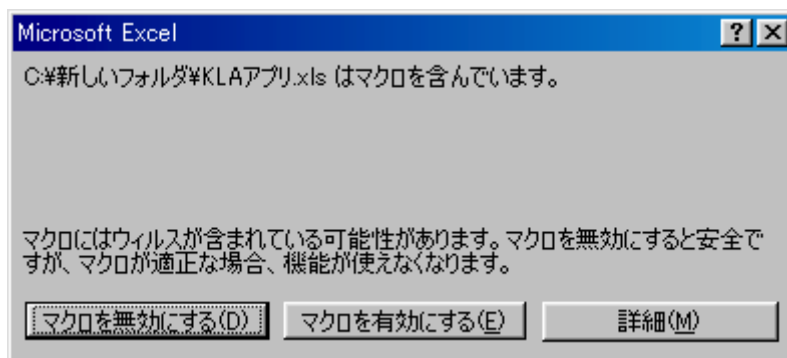 Microsoft Excel
C:¥新しいフォルダ¥KLAアプリ.xls はマクロを含んでいます。
マクロにはウィルスが含まれている可能性があります。マクロを無効にすると安全で
すが、マクロが適正な場合、機能が使えなくなります。
マクロを無効にする(D)
マクロを有効にする(E)
詳細(M)